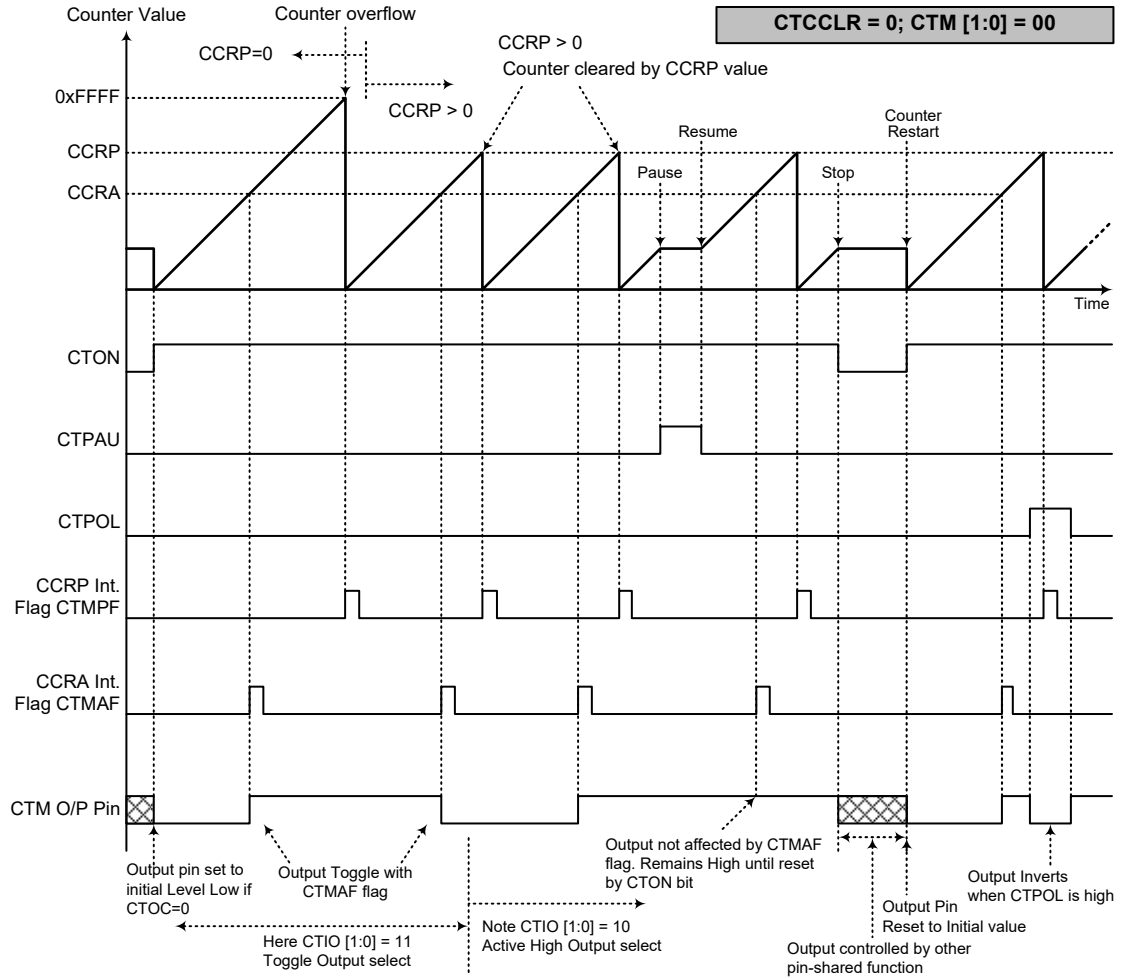 Counter Value
Counter overflow
CTCCLR = 0; CTM [1:0] = 00
CCRP=0
CCRP > 0
CCRP > 0
Counter cleared by CCRP value
0xFFFF
CCRP
CCRA
Pause
Resume
Stop
Counter
Restart
Time
CTON
CTPAU
CTPOL
CCRP Int.
Flag CTMPF
CCRA Int.
Flag CTMAF
CTM O/P Pin
Output pin set to
initial Level Low if
CTOC=0
Output Toggle with
CTMAF flag
Here CTIO [1:0] = 11
Toggle Output select
Note CTIO [1:0] = 10
Active High Output select
Output not affected by CTMAF
flag. Remains High until reset
by CTON bit
Output controlled by other
pin-shared function
Output Pin
Reset to Initial value
Output Inverts
when CTPOL is high